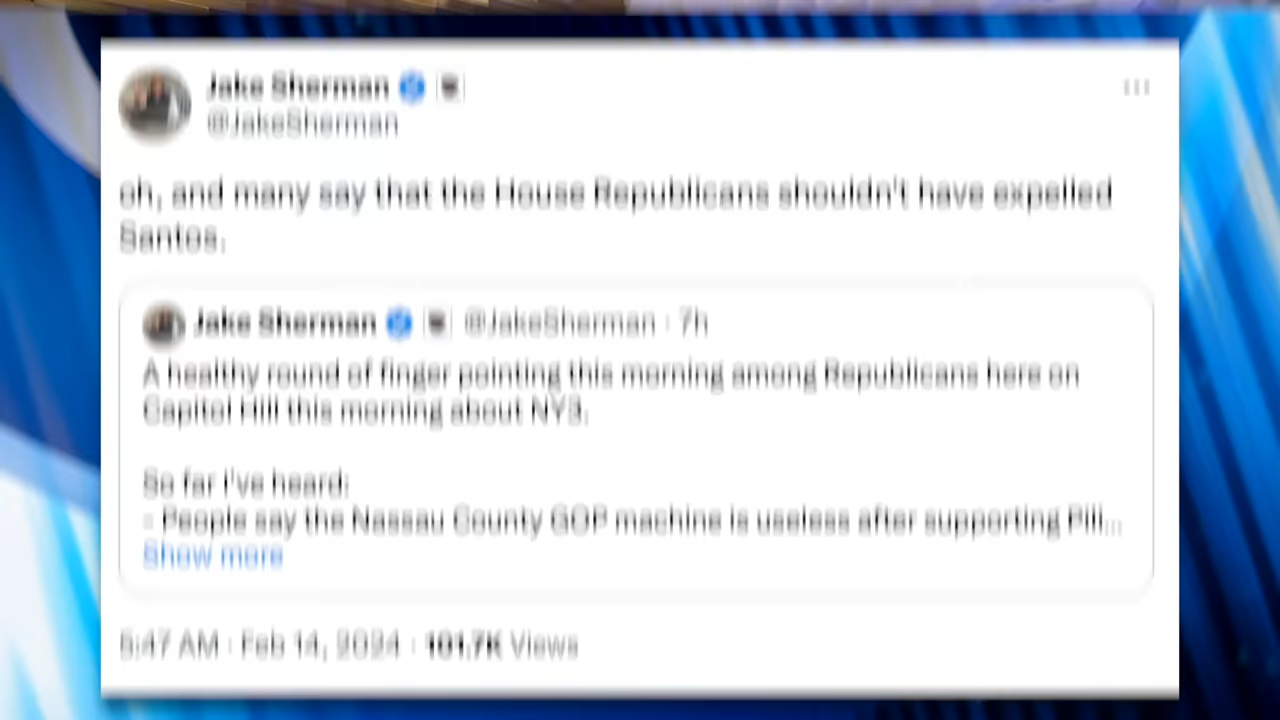 Jake Sherman
@JakeSherman
oh, and many say that the House Republicans shouldn't have expelled
Santos.
Jake Sherman @JakeSherman · 7h
A healthy round of finger pointing this morning among Republicans here on
Capitol Hill this morning about NY3.
So far I've heard:
- People say the Nassau County GOP machine is useless after supporting Pili...
Show more
5:47 AM · Feb 14, 2024 · 101.7K Views